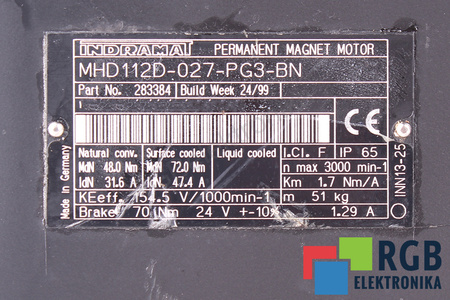 INDRAMAT PERMANENT MAGNET MOTOR
MHD112D-027-PG3-BN
Part No. 283384 Build Week 24/99
CE
Natural conv. Surface cooled Liquid cooled I.Cl. F IP 65
MdN 48.0 Nm MdN 72.0 Nm n max 3000 min-1
IdN 31.6 A IdN 47.4 A Km 1.7 Nm/A
KEeff. 154.5 V/1000min-1 m 51 kg
Brake 70 Nm 24 V +-10% 1.29 A
Made in Germany
INN13-25
RGB
ELEKTRONIKA